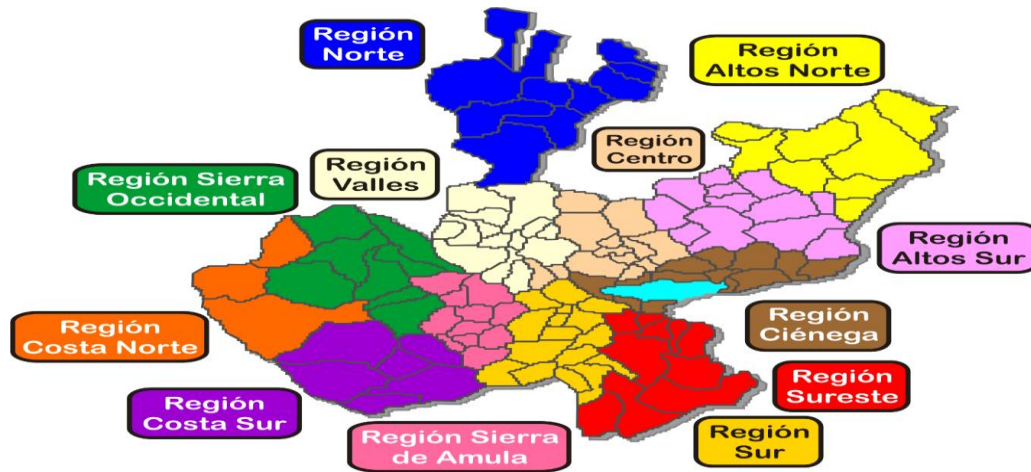 Región
Norte
Región
Altos Norte
Región
Centro
Región
Valles
Región Sierra
Occidental
Región
Altos Sur
Región
Costa Norte
Región
Ciénega
Región
Sureste
Región
Costa Sur
Región Sierra
de Amula
Región
Sur